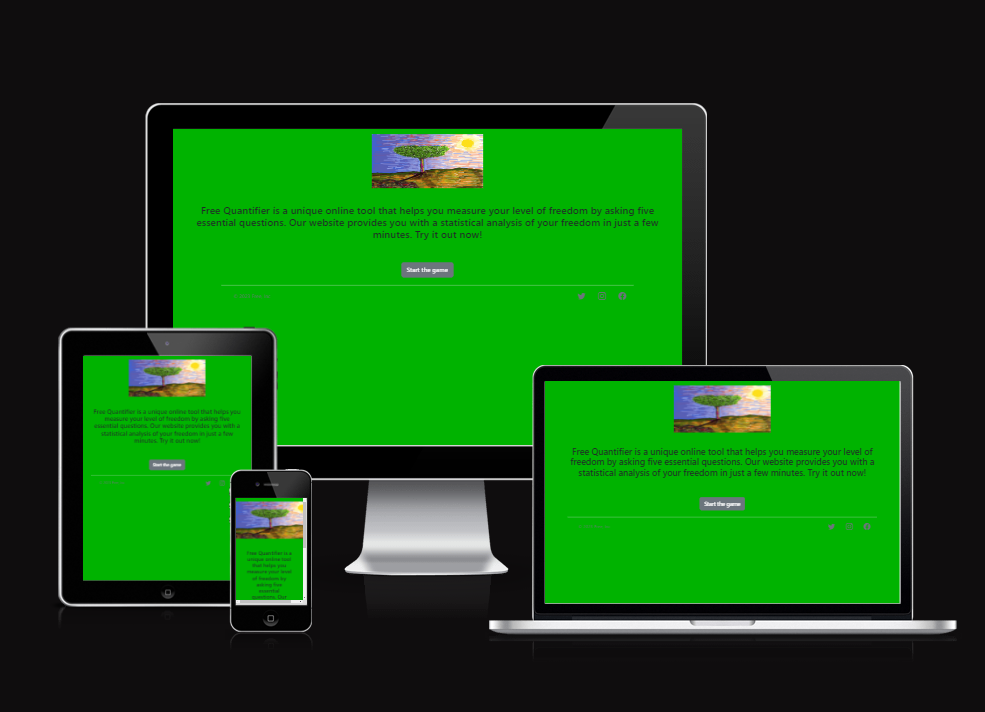 Free Quantifier is a unique online tool that helps you measure your level of freedom by asking five
essential questions. Our website provides you with a statistical analysis of your freedom in just a few
minutes. Try it out now!
Start the game
Free Quantifier is a unique online tool that helps you
measure your level of freedom by asking five
essential questions. Our website provides you with a
statistical analysis of your freedom in just a few
minutes. Try it out now!
Start the game
Free Quantifier is a
unique online tool
that helps you
measure your level
of freedom by
asking five
essential
questions. Our
Free Quantifier is a unique online tool that helps you measure your level of
freedom by asking five essential questions. Our website provides you with a
statistical analysis of your freedom in just a few minutes. Try it out now!
Start the game